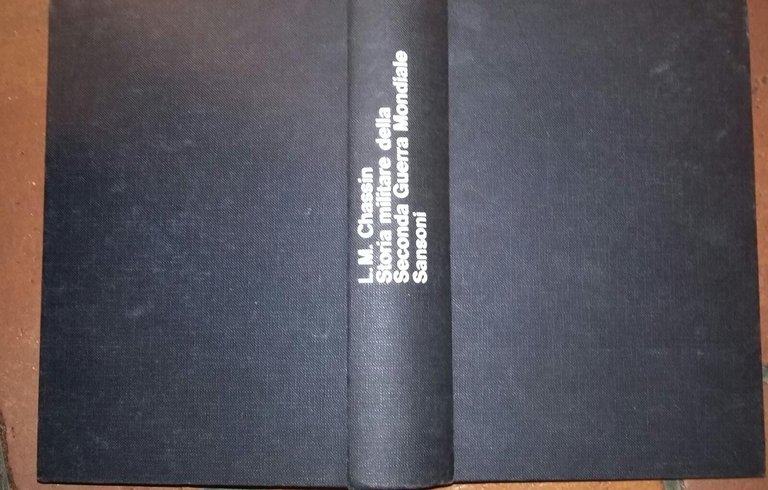 L. M. Chassin
Storia militare della
Seconda Guerra Mondiale
Sansoni